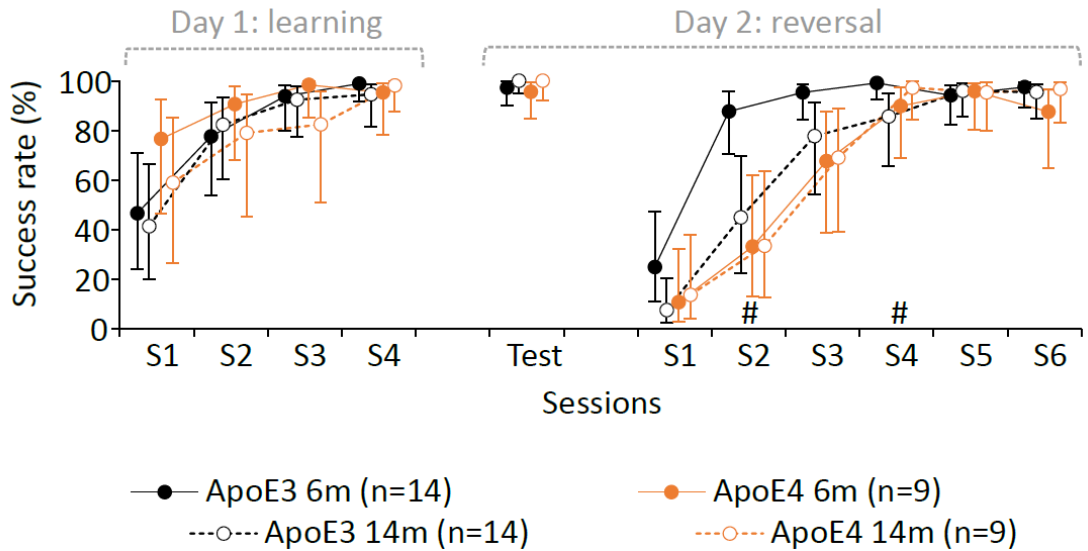 Day 1: learning
Day 2: reversal
Success rate (%)
100
80
60
40
20
0
# #
S1 S2 S3 S4 Test S1 S2 S3 S4 S5 S6
Sessions
ApoE3 6m (n=14) ApoE4 6m (n=9)
ApoE3 14m (n=14) ApoE4 14m (n=9)